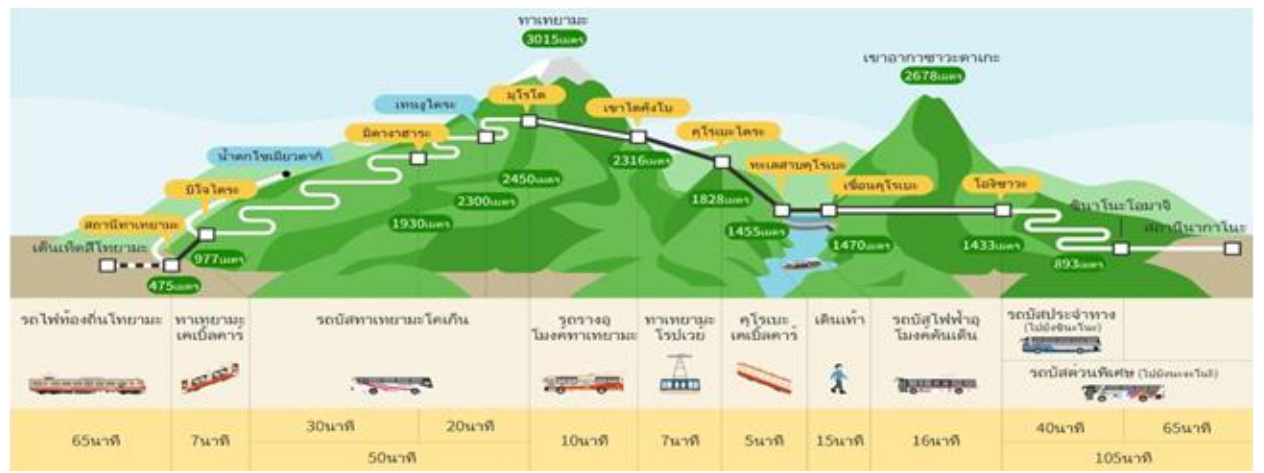 ทาเทยามะ
3015เมตร
เขาอากาซาวะดาเกะ
2678เมตร
เทนงูไดระ
มุโรโด
เขาไดคังโบ
มิดางาฮาระ
คุโรเบะไดระ
น้ำตกโชเมียวดากิ
2316เมตร
ทะเลสาบคุโรเบะ
บิโจไดระ
2450เมตร
1828เมตร
เขื่อนคุโรเบะ
โอกิซาวะ
2300เมตร
ชินาโนะโอมาจิ
สถานีทาเทยามะ
1930เมตร
1455เมตร
สถานีนากาโนะ
เด็นเท็ตสึโทยามะ
977เมตร
1470เมตร
1433เมตร
893เมตร
475เมตร
รถไฟท้องถิ่นโทยามะ
ทาเทยามะ
เคเบิ้ลคาร์
รถบัสทาเทยามะโคเก็น
รถรางอุ
โมงค์ทาเทยามะ
ทาเทยามะ
โรปเวย์
คุโรเบะ
เคเบิ้ลคาร์
เดินเท้า
รถบัสไฟฟ้าอุ
โมงค์คันเด็น
รถบัสประจำทาง
(ไปยังชินะโนะ)
รถบัสด่วนพิเศษ
65นาที
7นาที
30นาที
20นาที
50นาที
10นาที
7นาที
5นาที
15นาที
16นาที
40นาที
65นาที
105นาที